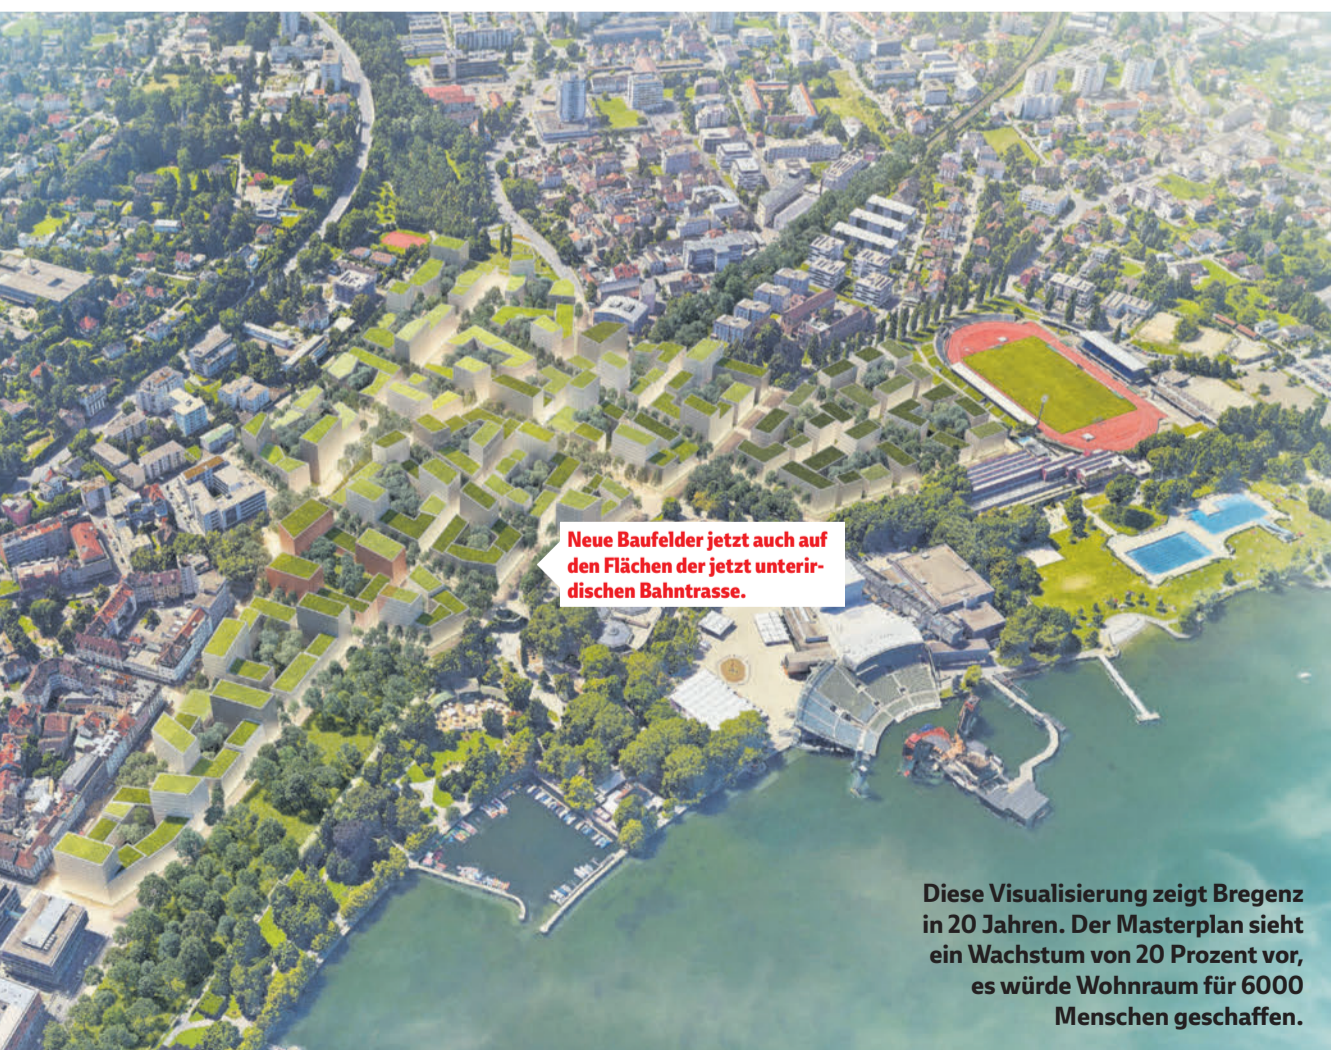 Neue Baufelder jetzt auch auf
den Flächen der jetzt unterir-
dischen Bahntrasse.
Diese Visualisierung zeigt Bregenz
in 20 Jahren. Der Masterplan sieht
ein Wachstum von 20 Prozent vor,
es würde Wohnraum für 6000
Menschen geschaffen.